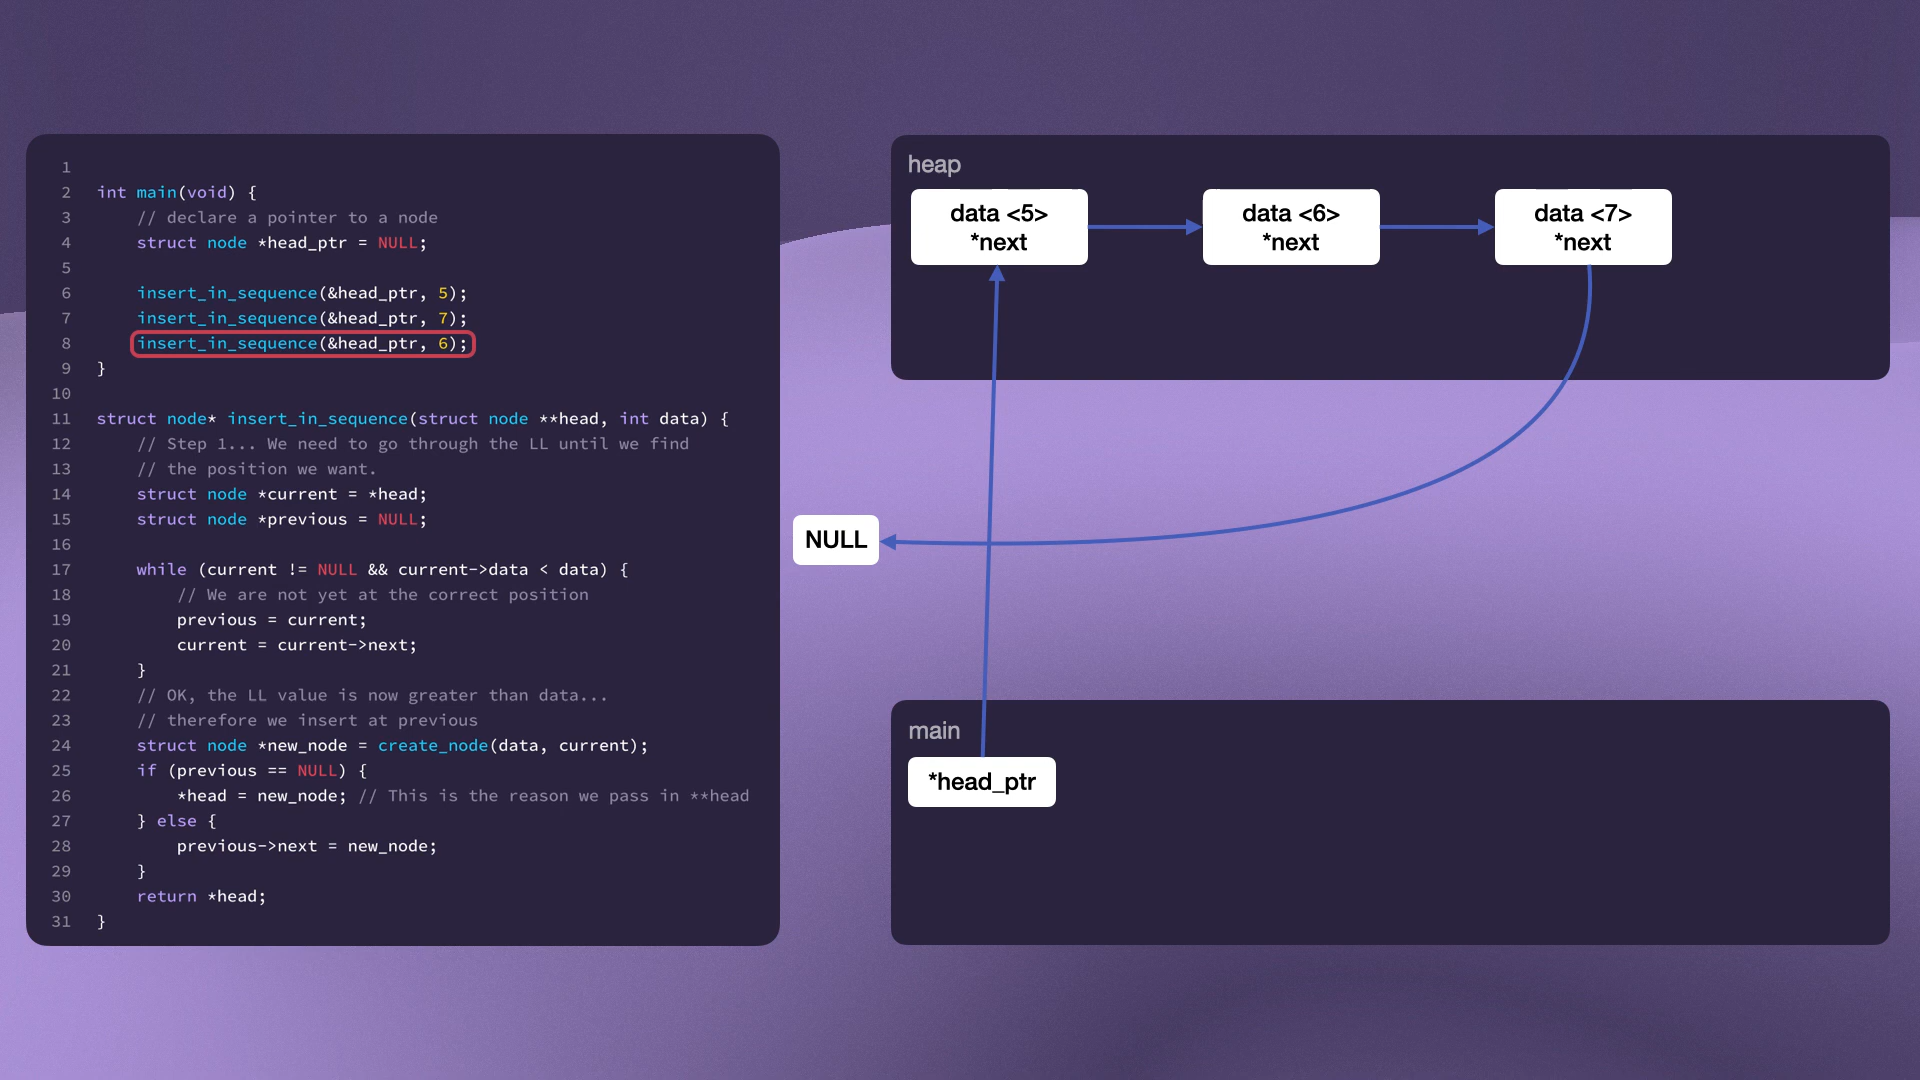 1
2 int main(void) {
3 // declare a pointer to a node
4 struct node *head_ptr = NULL;
5
6 insert_in_sequence(&head_ptr, 5);
7 insert_in_sequence(&head_ptr, 7);
8 insert_in_sequence(&head_ptr, 6);
9 }
10
11 struct node* insert_in_sequence(struct node **head, int data) {
12 // Step 1... We need to go through the LL until we find
13 // the position we want.
14 struct node *current = *head;
15 struct node *previous = NULL;
16
17 while (current != NULL && current->data < data) {
18 // We are not yet at the correct position
19 previous = current;
20 current = current->next;
21 }
22 // OK, the LL value is now greater than data...
23 // therefore we insert at previous
24 struct node *new_node = create_node(data, current);
25 if (previous == NULL) {
26 *head = new_node; // This is the reason we pass in **head
27 } else {
28 previous->next = new_node;
29 }
30 return *head;
31 }
heap
data <5>
*next
data <6>
*next
data <7>
*next
NULL
main
*head_ptr